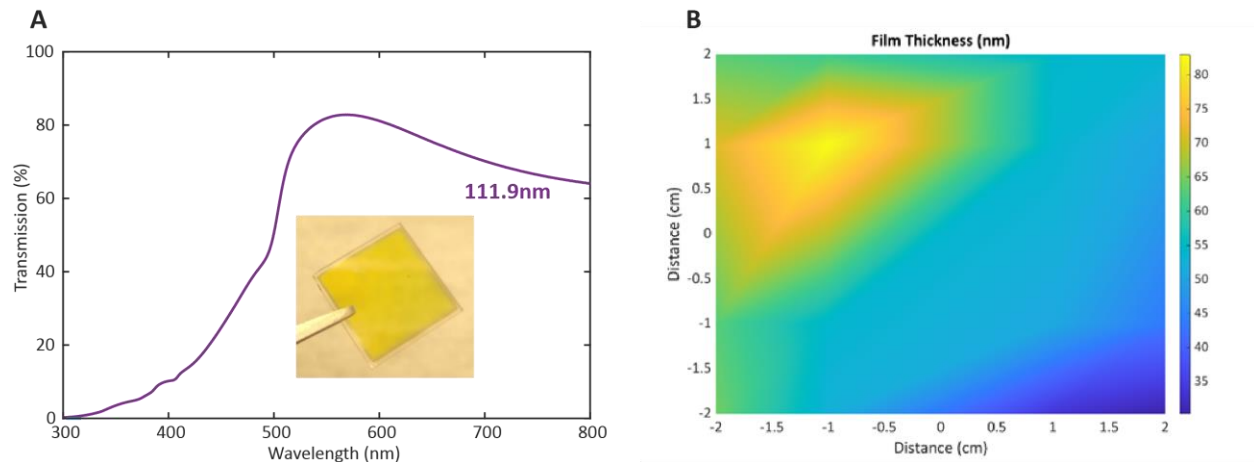 A
100
80
60
40
20
0
300 400 500 600 700 800
Transmission (%)
Wavelength (nm)
111.9nm
B
Film Thickness (nm)
2
1.5
1
0.5
0
-0.5
-1
-1.5
-2
-2 -1.5 -1 -0.5 0 0.5 1 1.5 2
Distance (cm)
Distance (cm)
80
75
70
65
60
55
50
45
40
35